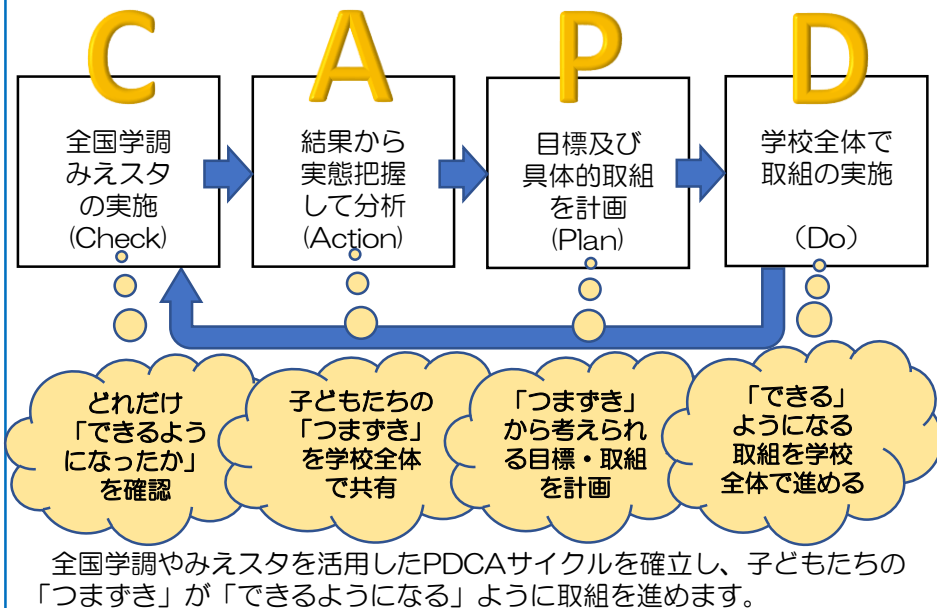 C
A
P
D
全国学調
みえスタ
の実施
(Check)
結果から
実態把握
して分析
(Action)
目標及び
具体的取組
を計画
(Plan)
学校全体で
取組の実施
（Do）
どれだけ
「できるよう
になったか」
を確認
子どもたちの
「つまずき」
を学校全体
で共有
「つまずき」
から考えられ
る目標・取組
を計画
「できる」
ようになる
取組を学校
全体で進める
全国学調やみえスタを活用したPDCAサイクルを確立し、子どもたちの
「つまずき」が「できるようになる」ように取組を進めます。